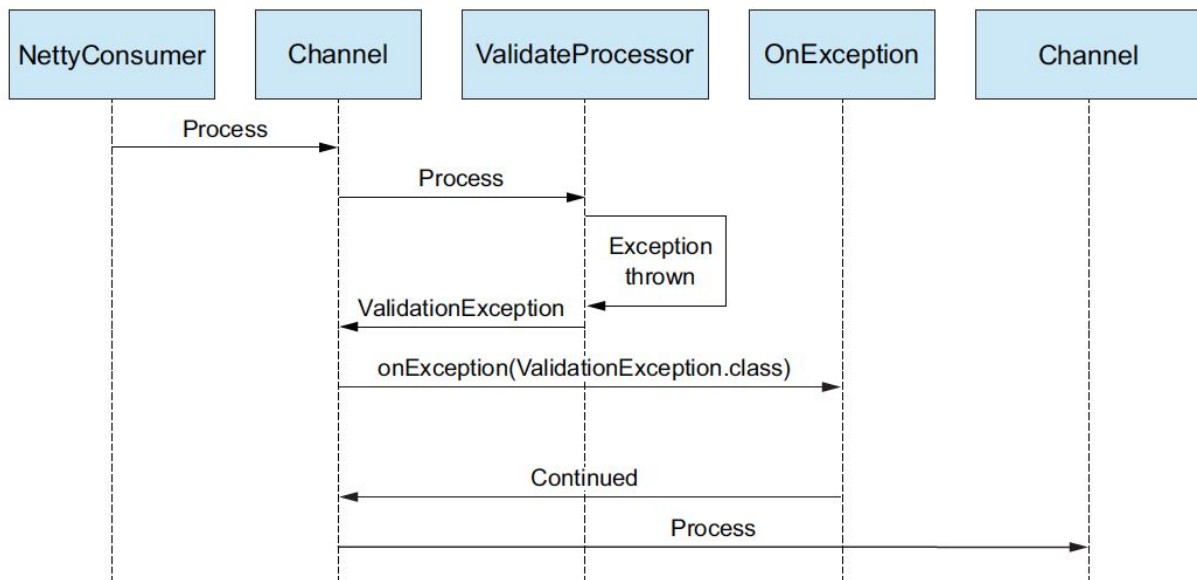 NettyConsumer
Channel
ValidateProcessor
OnException
Channel
Process
Process
Exception
thrown
ValidationException
onException(ValidationException.class)
Continued
Process